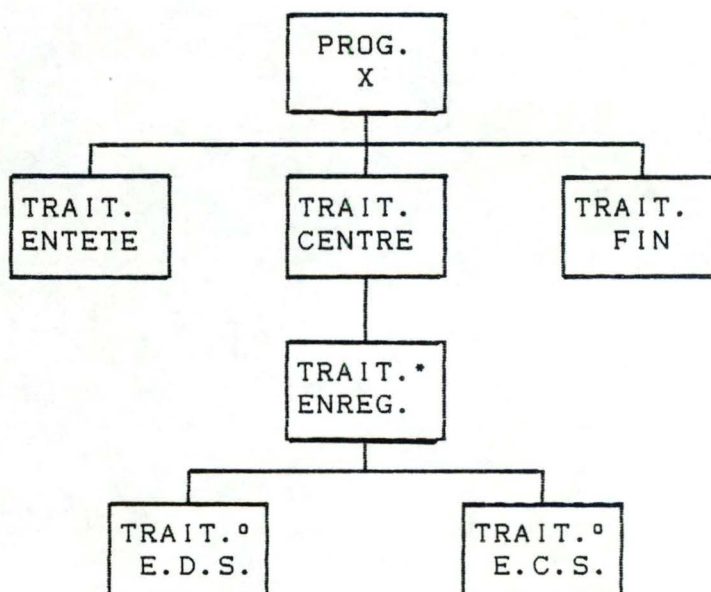 PROG.
X
TRAIT.
ENTETE
TRAIT.
CENTRE
TRAIT.
FIN
TRAIT.*
ENREG.
TRAIT.º
E.D.S.
TRAIT.º
E.C.S.